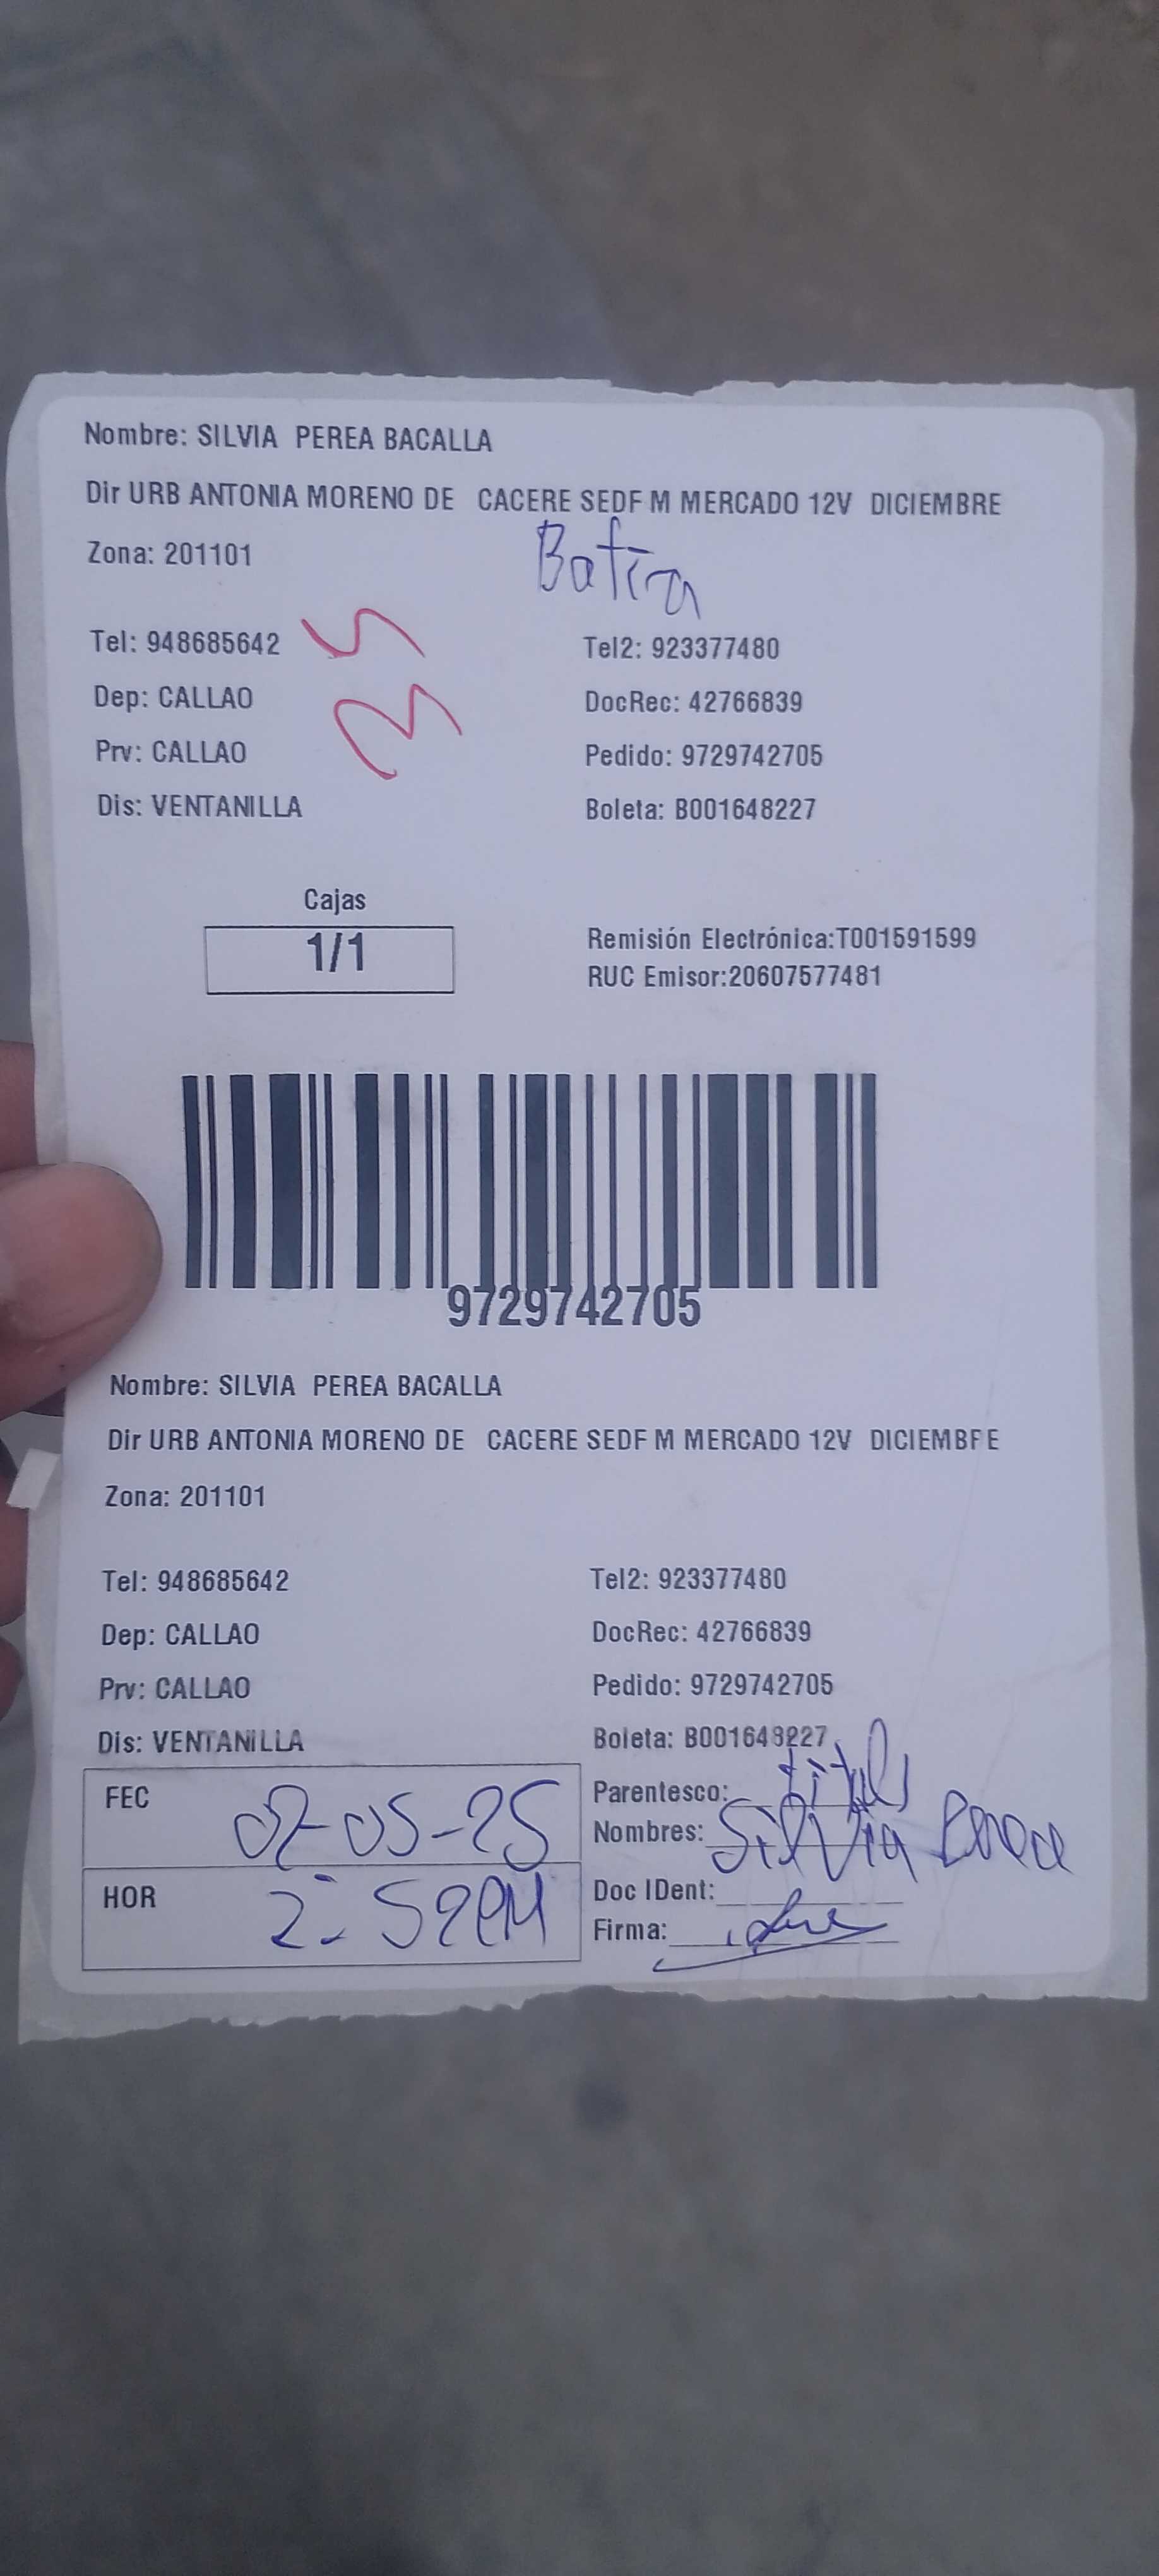 Nombre: SILVIA PEREA BACALLA
Dir URB ANTONIA MORENO DE CACERE SEDF M MERCADO 12V DICIEMBRE
Zona: 201101
Tel: 948685642 Tel2: 923377480
Dep: CALLAO DocRec: 42766839
Prv: CALLAO Pedido: 9729742705
Dis: VENTANILLA Boleta: B001648227
Cajas
1/1
Remisión Electrónica:T001591599
RUC Emisor:20607577481
9729742705
Nombre: SILVIA PEREA BACALLA
Dir URB ANTONIA MORENO DE CACERE SEDF M MERCADO 12V DICIEMBRE
Zona: 201101
Tel: 948685642 Tel2: 923377480
Dep: CALLAO DocRec: 42766839
Prv: CALLAO Pedido: 9729742705
Dis: VENTANILLA Boleta: B001648227
FEC 07-05-25 Parentesco:
Nombres: Silvia
HOR 2:52PM Doc IDent:
Firma: